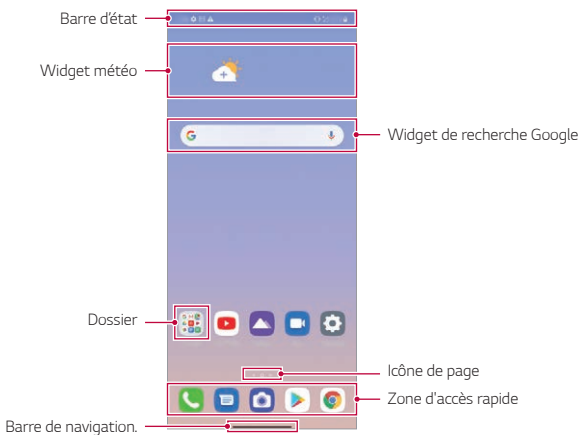 Barre d'état
Widget météo
Widget de recherche Google
Dossier
Icône de page
Zone d'accès rapide
Barre de navigation.